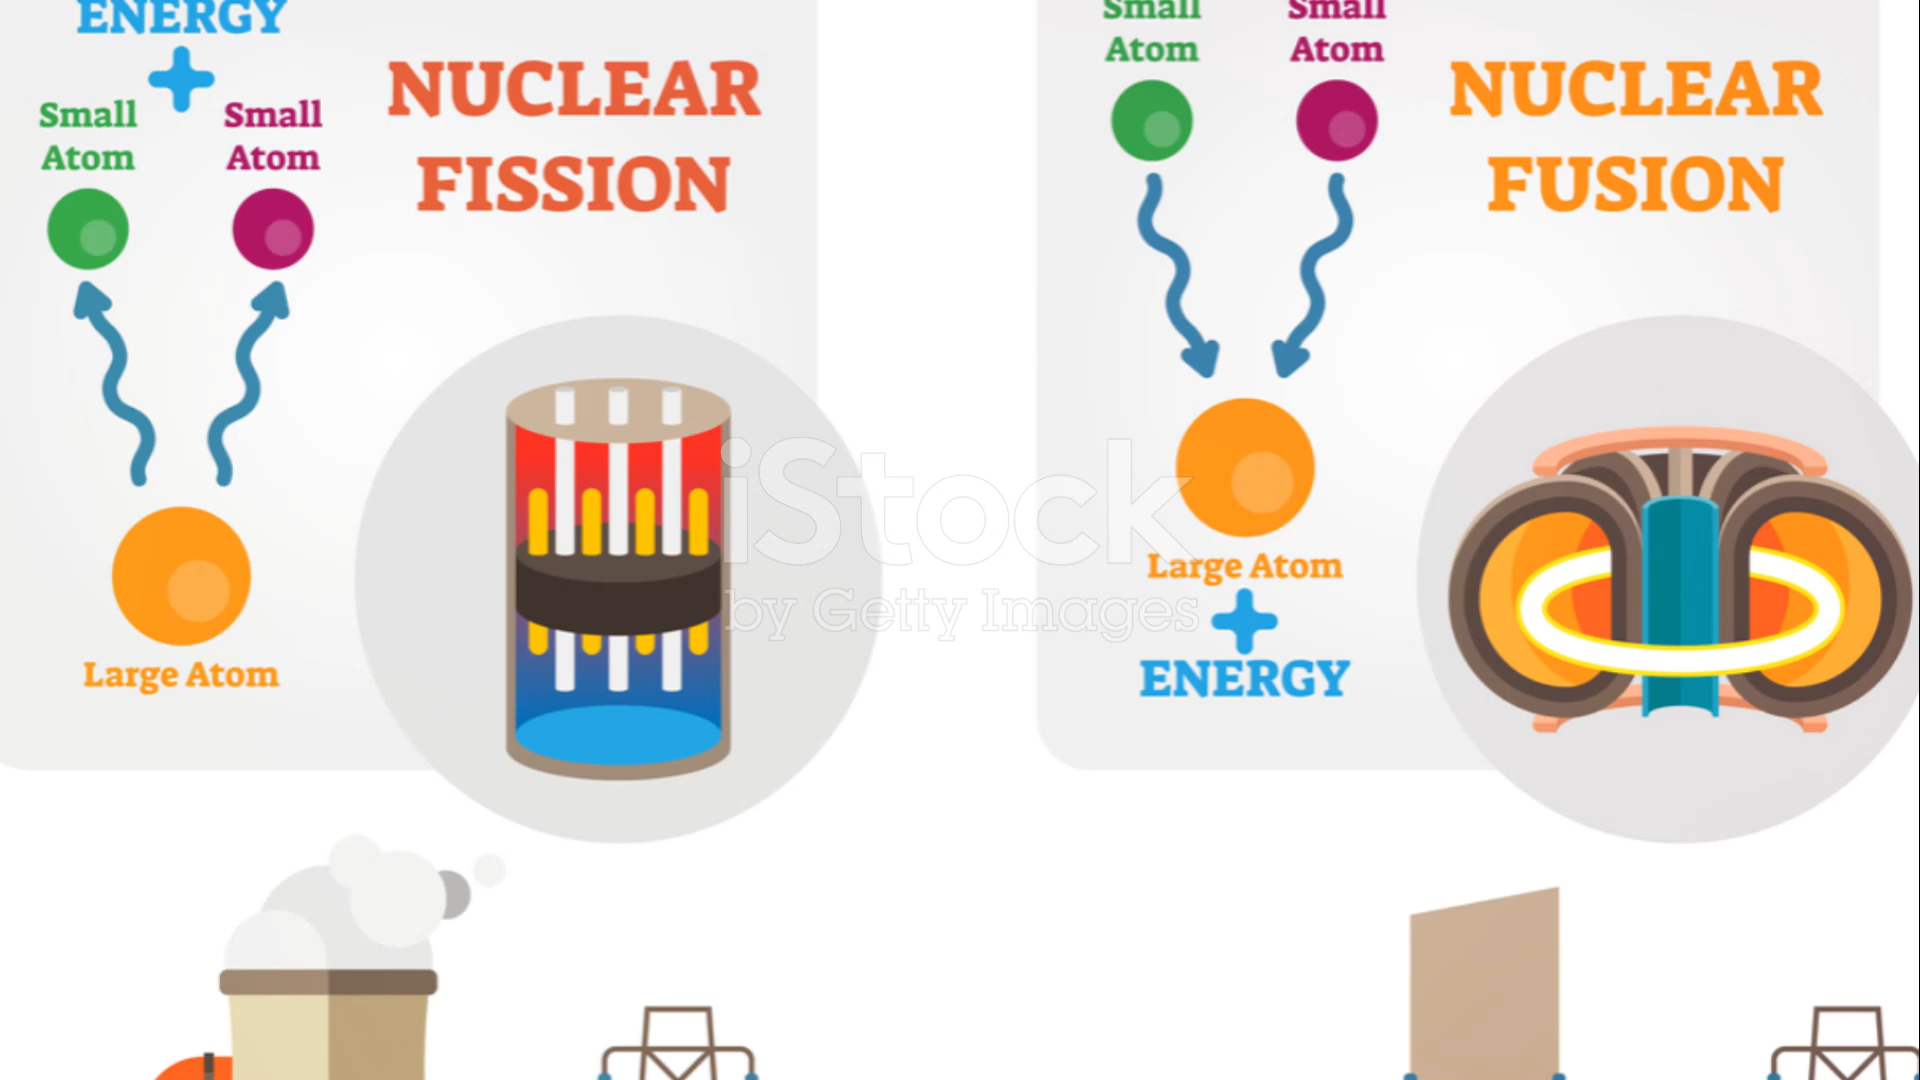 ENERGY
Small
Atom
Small
Atom
NUCLEAR
FISSION
Large Atom
Small
Atom
Small
Atom
NUCLEAR
FUSION
Large Atom
ENERGY
iStock
by Getty Images